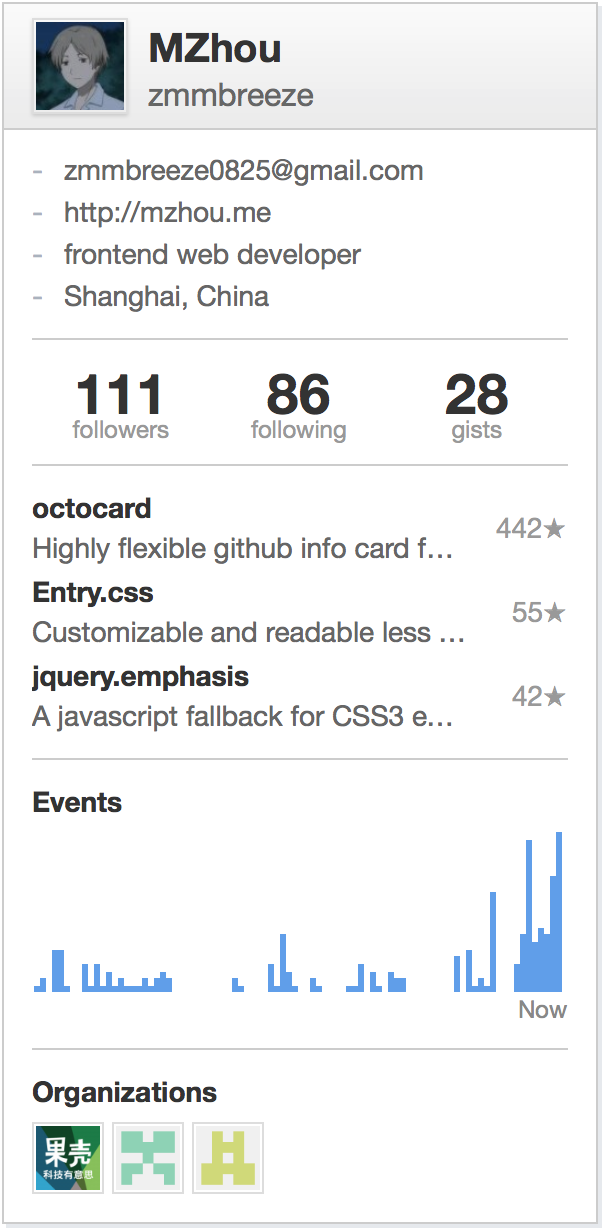 MZhou
zmmbreeze
- zmmbreeze0825@gmail.com
- http://mzhou.me
- frontend web developer
- Shanghai, China
111 86 28
followers following gists
octocard
442★
Highly flexible github info card f…
Entry.css
55★
Customizable and readable less …
jquery.emphasis
42★
A javascript fallback for CSS3 e…
Events
Now
Organizations
果壳
科技有意思